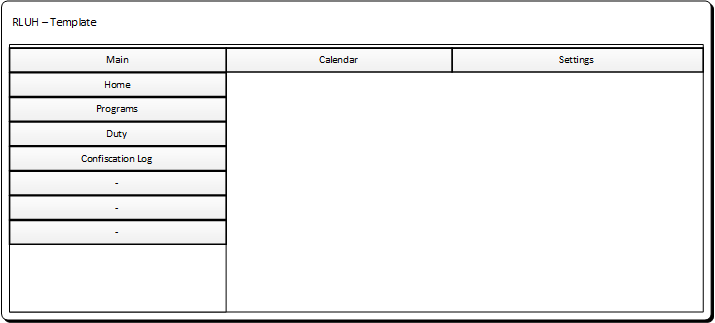 RLUH – Template
Main
Calendar
Settings
Home
Programs
Duty
Confiscation Log
-
-
-